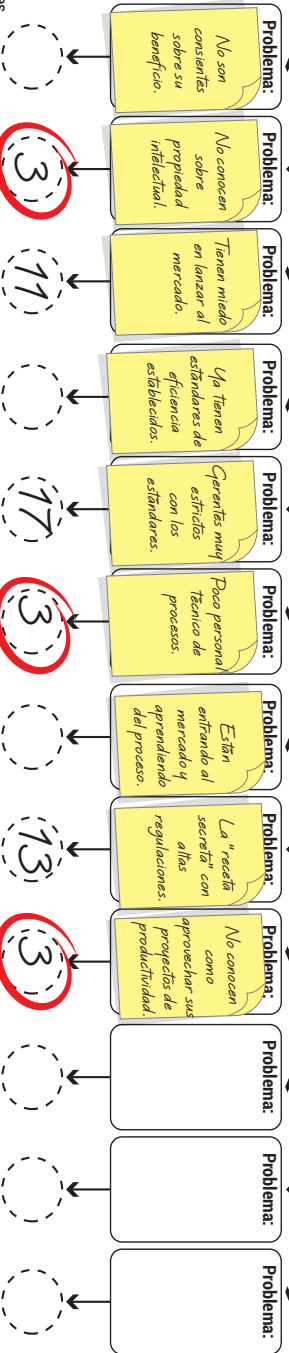 Problema:
No son
consientes
sobre su
beneficio.
Problema:
No conocen
sobre
propiedad
intelectual.
3
Problema:
Tienen miedo
en lanzar al
mercado.
11
Problema:
Ya tienen
estándares de
eficiencia
establecidos.
Problema:
Gerentes muy
estrictos
con los
estándares.
17
Problema:
Poco personal
técnico de
procesos.
3
Problema:
Están
entrando al
mercado y
aprendiendo
del proceso.
Problema:
La "receta
secreta" con
altas
regulaciones.
13
Problema:
No conocen
como
aprovechar sus
proyectos de
productividad.
3
Problema:
Problema:
Problema: